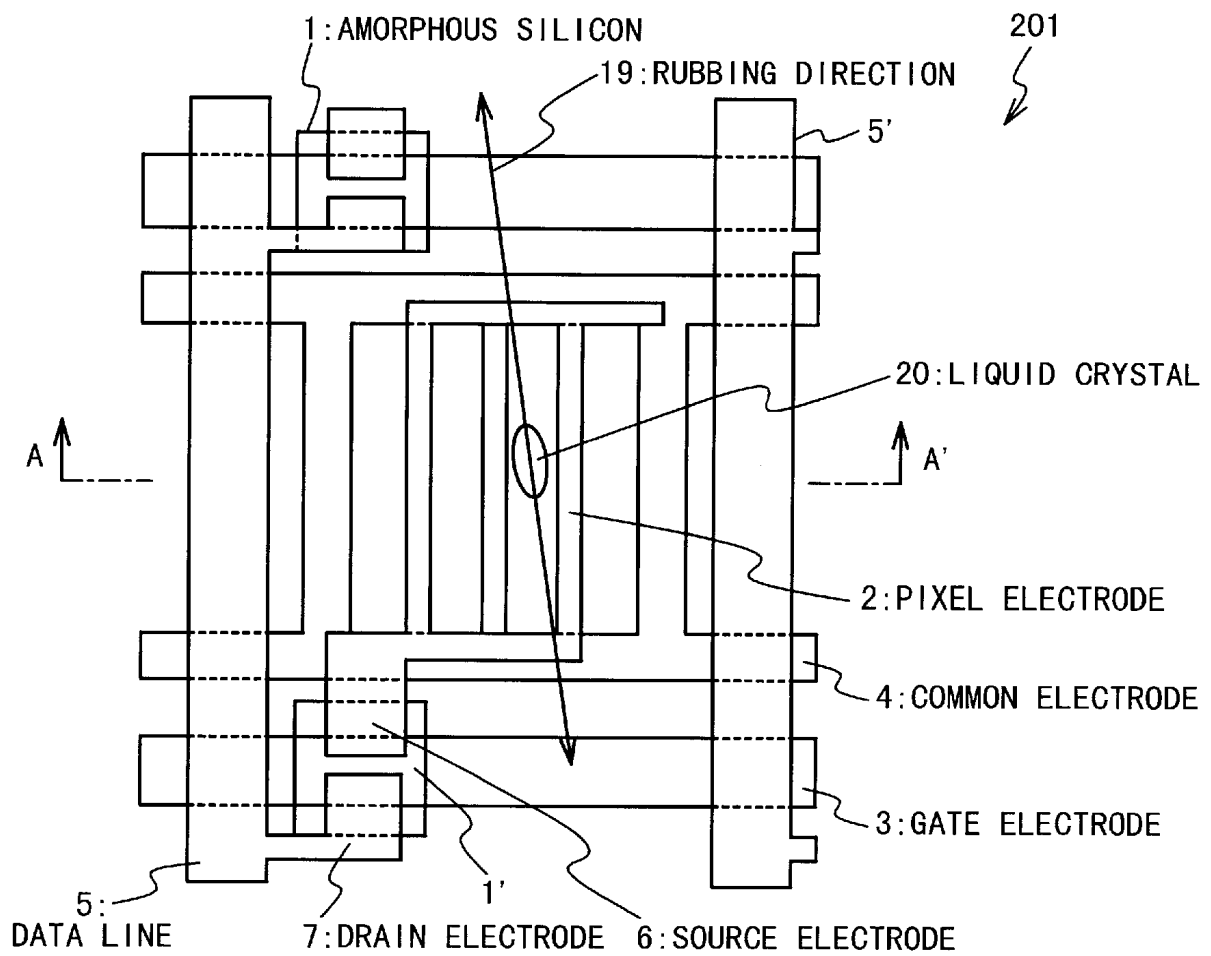 1:AMORPHOUS SILICON
201
19:RUBBING DIRECTION
5'
20:LIQUID CRYSTAL
A
A'
2:PIXEL ELECTRODE
4:COMMON ELECTRODE
3:GATE ELECTRODE
1'
5:
DATA LINE
7:DRAIN ELECTRODE
6:SOURCE ELECTRODE